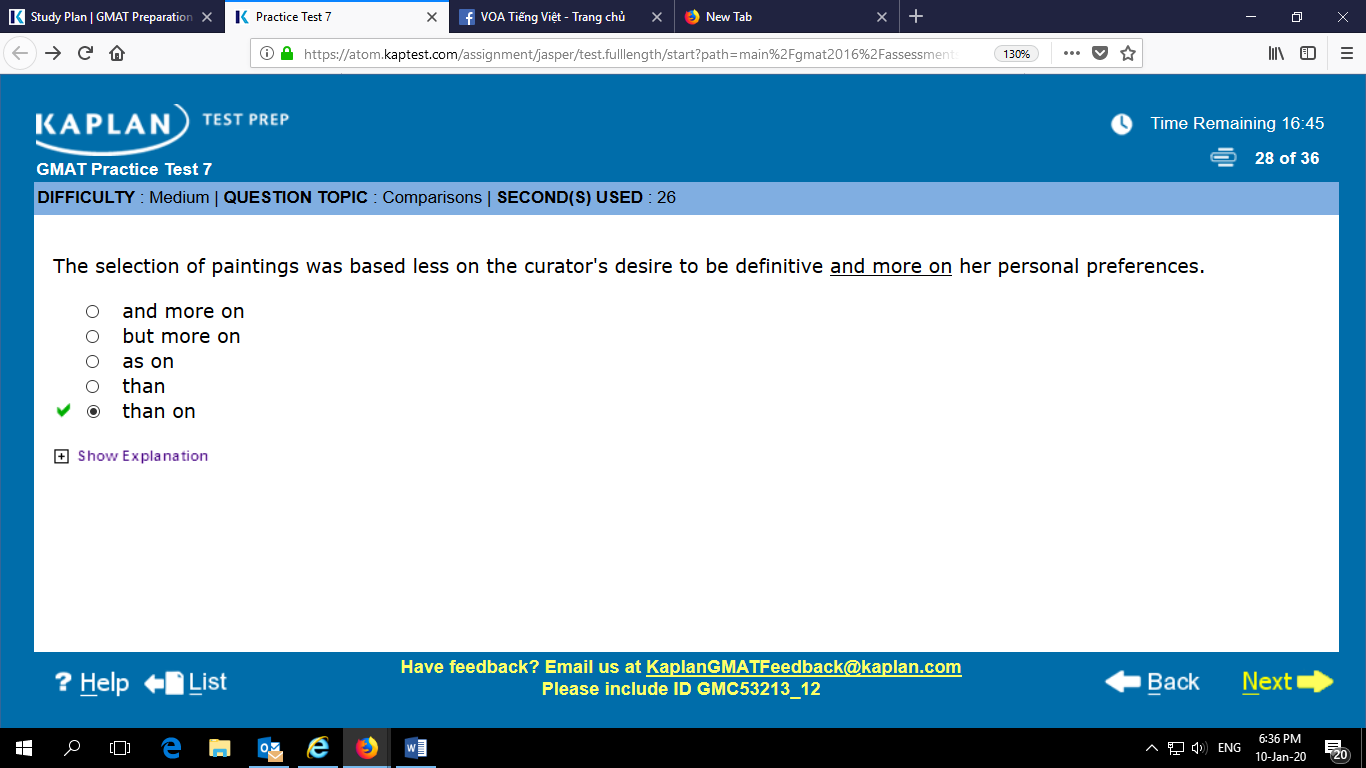 Study Plan | GMAT Preparation
Practice Test 7
VOA Tiếng Việt - Trang chủ
New Tab
https://atom.kaptest.com/assignment/jasper/test.fulllength/start?path=main%2Fgmat2016%2Fassessment
130%
KAPLAN TEST PREP
Time Remaining 16:45
GMAT Practice Test 7
28 of 36
DIFFICULTY : Medium | QUESTION TOPIC : Comparisons | SECOND(S) USED : 26
The selection of paintings was based less on the curator's desire to be definitive and more on her personal preferences.
and more on
but more on
as on
than
than on
Show Explanation
Have feedback? Email us at KaplanGMATFeedback@kaplan.com
Please include ID GMC53213_12
? Help
List
Back
Next
ENG
6:36 PM
10-Jan-20
20